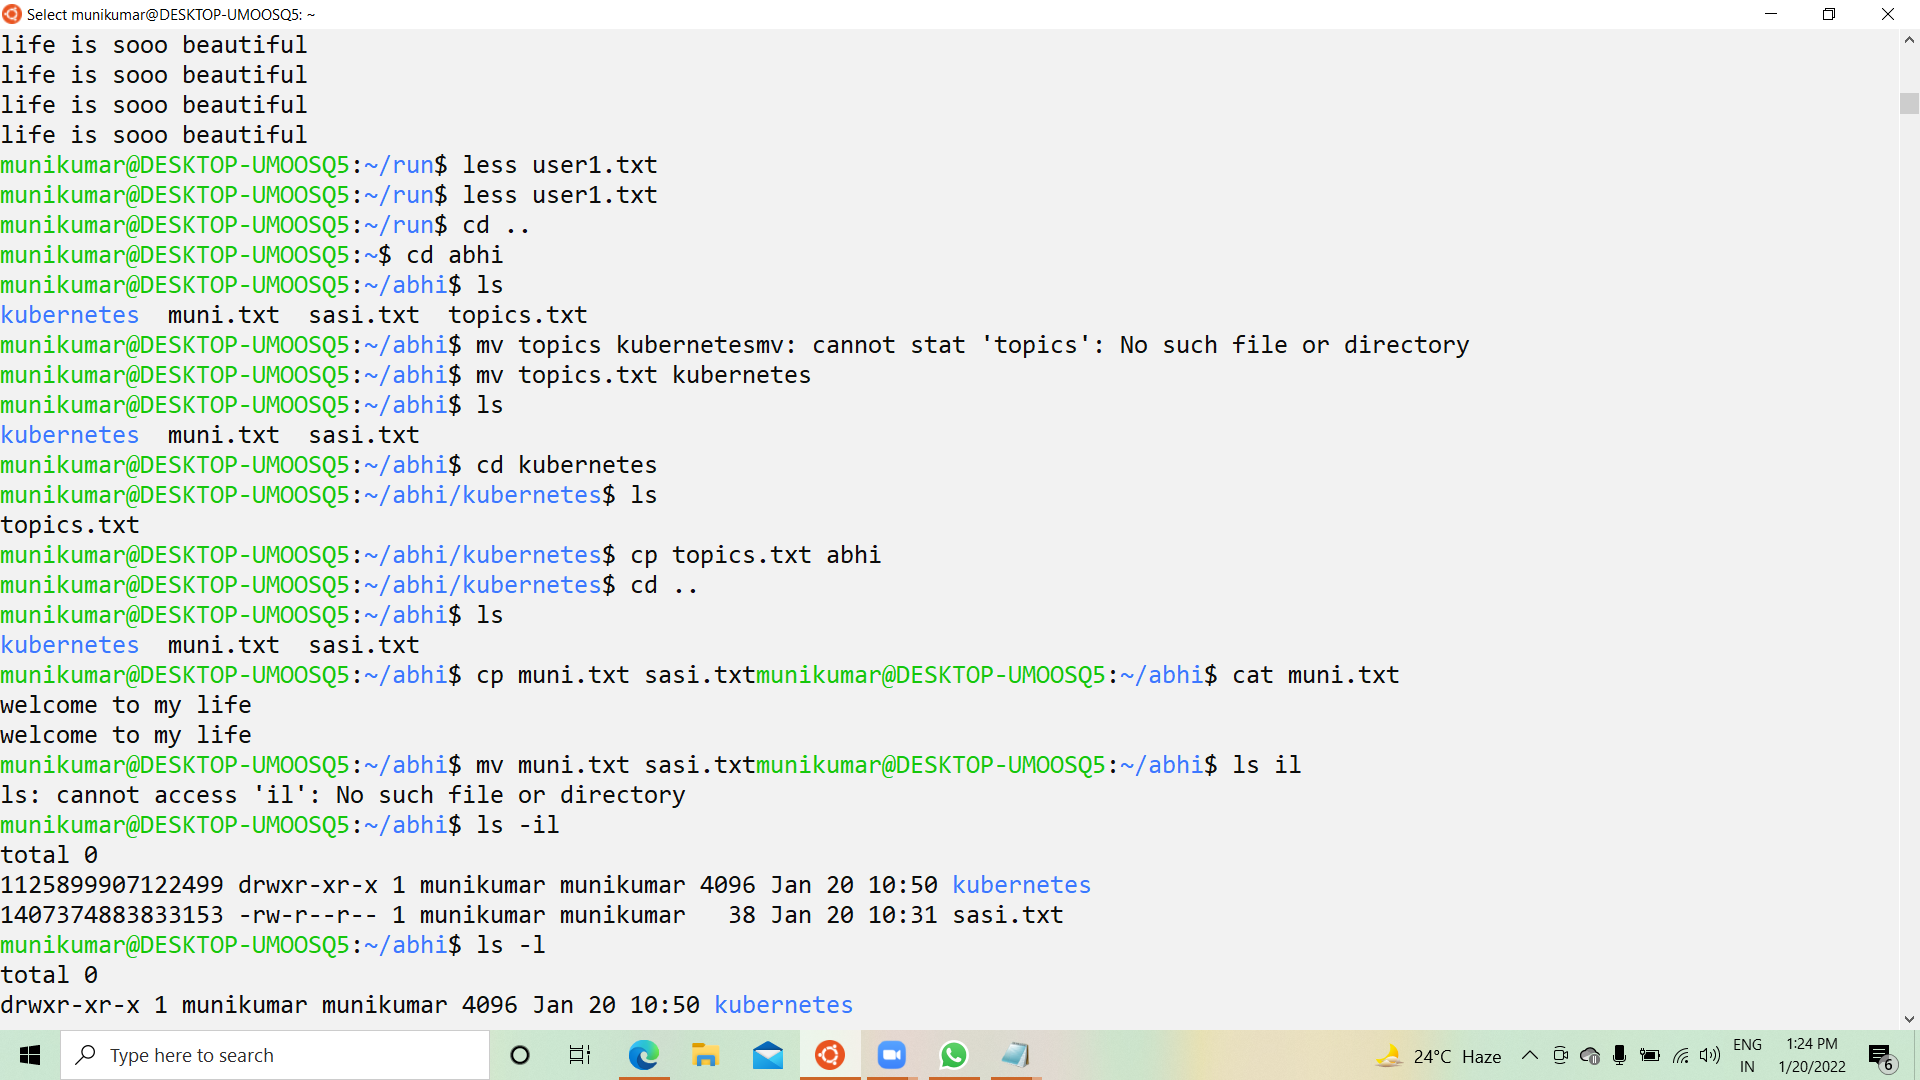 Select munikumar@DESKTOP-UMOOSQ5: ~
life is sooo beautiful
life is sooo beautiful
life is sooo beautiful
life is sooo beautiful
munikumar@DESKTOP-UMOOSQ5:~/run$ less user1.txt
munikumar@DESKTOP-UMOOSQ5:~/run$ less user1.txt
munikumar@DESKTOP-UMOOSQ5:~/run$ cd ..
munikumar@DESKTOP-UMOOSQ5:~$ cd abhi
munikumar@DESKTOP-UMOOSQ5:~/abhi$ ls
kubernetes  muni.txt  sasi.txt  topics.txt
munikumar@DESKTOP-UMOOSQ5:~/abhi$ mv topics kubernetesmv: cannot stat 'topics': No such file or directory
munikumar@DESKTOP-UMOOSQ5:~/abhi$ mv topics.txt kubernetes
munikumar@DESKTOP-UMOOSQ5:~/abhi$ ls
kubernetes  muni.txt  sasi.txt
munikumar@DESKTOP-UMOOSQ5:~/abhi$ cd kubernetes
munikumar@DESKTOP-UMOOSQ5:~/abhi/kubernetes$ ls
topics.txt
munikumar@DESKTOP-UMOOSQ5:~/abhi/kubernetes$ cp topics.txt abhi
munikumar@DESKTOP-UMOOSQ5:~/abhi/kubernetes$ cd ..
munikumar@DESKTOP-UMOOSQ5:~/abhi$ ls
kubernetes  muni.txt  sasi.txt
munikumar@DESKTOP-UMOOSQ5:~/abhi$ cp muni.txt sasi.txtmunikumar@DESKTOP-UMOOSQ5:~/abhi$ cat muni.txt
welcome to my life
welcome to my life
munikumar@DESKTOP-UMOOSQ5:~/abhi$ mv muni.txt sasi.txtmunikumar@DESKTOP-UMOOSQ5:~/abhi$ ls il
ls: cannot access 'il': No such file or directory
munikumar@DESKTOP-UMOOSQ5:~/abhi$ ls -il
total 0
1125899907122499 drwxr-xr-x 1 munikumar munikumar 4096 Jan 20 10:50 kubernetes
1407374883833153 -rw-r--r-- 1 munikumar munikumar   38 Jan 20 10:31 sasi.txt
munikumar@DESKTOP-UMOOSQ5:~/abhi$ ls -l
total 0
drwxr-xr-x 1 munikumar munikumar 4096 Jan 20 10:50 kubernetes
Type here to search
24°C Haze
ENG
IN
1:24 PM
1/20/2022
6